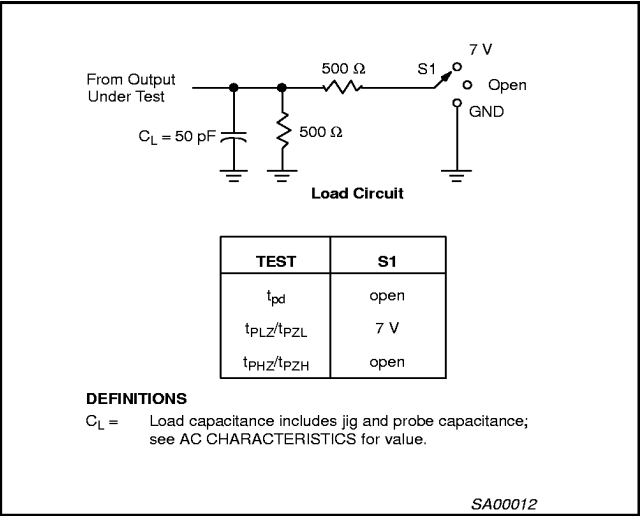 7 V
500 Ω
S1
From Output
Under Test
Open
GND
CL = 50 pF
500 Ω
Load Circuit
TEST S1
tpd open
tPLZ/tPZL 7 V
tPHZ/tPZH open
DEFINITIONS
CL = Load capacitance includes jig and probe capacitance;
see AC CHARACTERISTICS for value.
SA00012